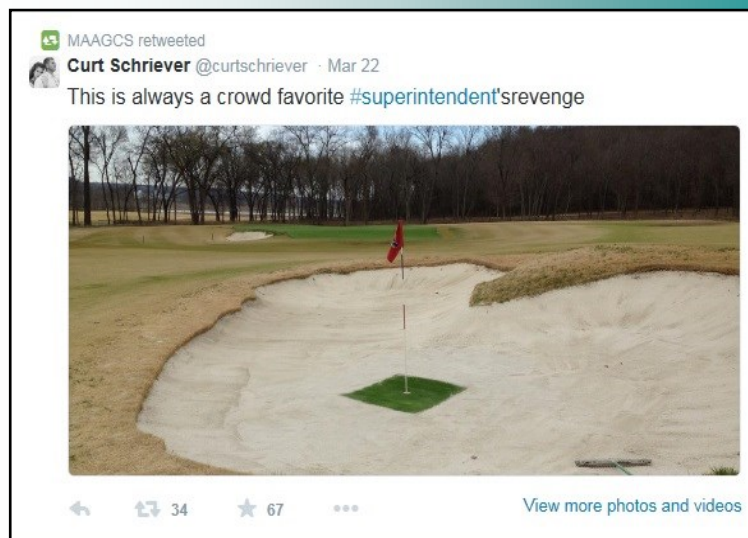 MAAGCS retweeted
Curt Schriever @curtschriever · Mar 22
This is always a crowd favorite #superintendent'srevenge
34 67 View more photos and videos